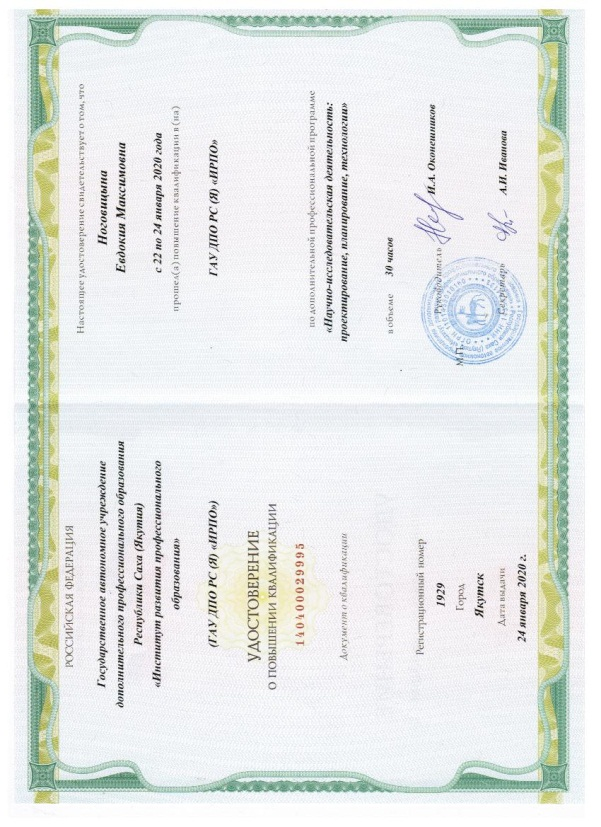 РОССИЙСКАЯ ФЕДЕРАЦИЯ
Государственное автономное учреждение
дополнительного профессионального образования
Республики Саха (Якутия)
«Институт развития профессионального
образования»
(ГАУ ДПО РС (Я) «ИРПО»)
УДОСТОВЕРЕНИЕ
О ПОВЫШЕНИИ КВАЛИФИКАЦИИ
140400029995
Документ о квалификации
Регистрационный номер
1929
Город
Якутск
Дата выдачи
24 января 2020 г.
Настоящее удостоверение свидетельствует о том, что
Ноговицына
Евдокия Максимовна
с 22 по 24 января 2020 года
прошел(а) повышение квалификации в (на)
ГАУ ДПО РС (Я) «ИРПО»
по дополнительной профессиональной программе
«Научно-исследовательская деятельность:
проектирование, планирование, технологии»
в объеме 30 часов
Руководитель И.А. Оконешников
М.П.
Секретарь А.Н. Иванова